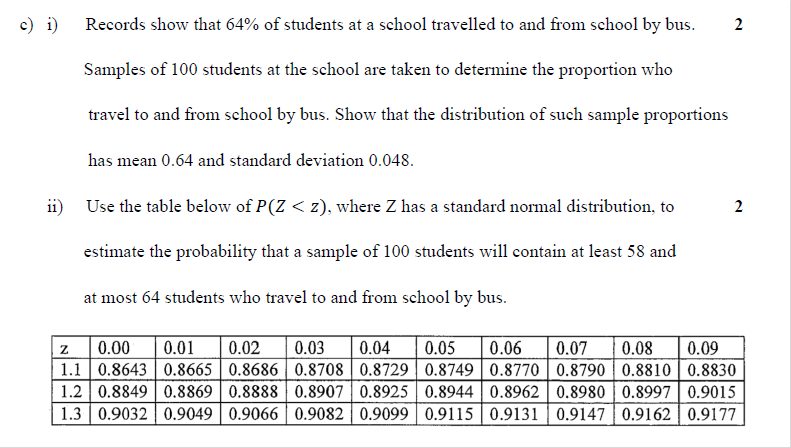 c) i) Records show that 64% of students at a school travelled to and from school by bus. 2
Samples of 100 students at the school are taken to determine the proportion who
travel to and from school by bus. Show that the distribution of such sample proportions
has mean 0.64 and standard deviation 0.048.
ii) Use the table below of P(Z < z), where Z has a standard normal distribution, to 2
estimate the probability that a sample of 100 students will contain at least 58 and
at most 64 students who travel to and from school by bus.
z 0.00 0.01 0.02 0.03 0.04 0.05 0.06 0.07 0.08 0.09
1.1 0.8643 0.8665 0.8686 0.8708 0.8729 0.8749 0.8770 0.8790 0.8810 0.8830
1.2 0.8849 0.8869 0.8888 0.8907 0.8925 0.8944 0.8962 0.8980 0.8997 0.9015
1.3 0.9032 0.9049 0.9066 0.9082 0.9099 0.9115 0.9131 0.9147 0.9162 0.9177